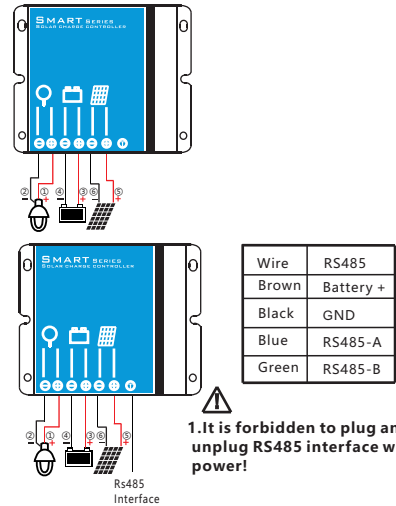 SMART SERIES
SOLAR CHARGE CONTROLLER
② ① ④ ③ ⑥ ⑤
− + − + − +
SMART SERIES
SOLAR CHARGE CONTROLLER
② ① ④ ③ ⑥ ⑤
− + − + − +
Rs485
Interface
Wire RS485
Brown Battery +
Black GND
Blue RS485-A
Green RS485-B
1.It is forbidden to plug an
unplug RS485 interface w
power!